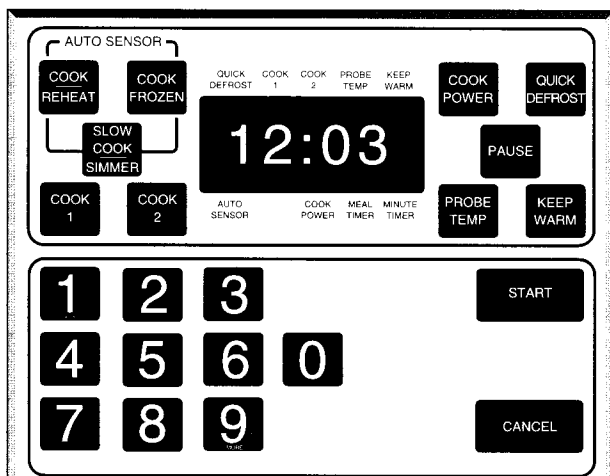 AUTO SENSOR
COOK
REHEAT
COOK
FROZEN
SLOW
COOK
SIMMER
COOK
1
COOK
2
QUICK
DEFROST
COOK
1
COOK
2
PROBE
TEMP
KEEP
WARM
12:03
AUTO
SENSOR
COOK
POWER
MEAL
TIMER
MINUTE
TIMER
COOK
POWER
QUICK
DEFROST
PAUSE
PROBE
TEMP
KEEP
WARM
1 2 3
START
4 5 6 0
7 8 9
MORE
CANCEL